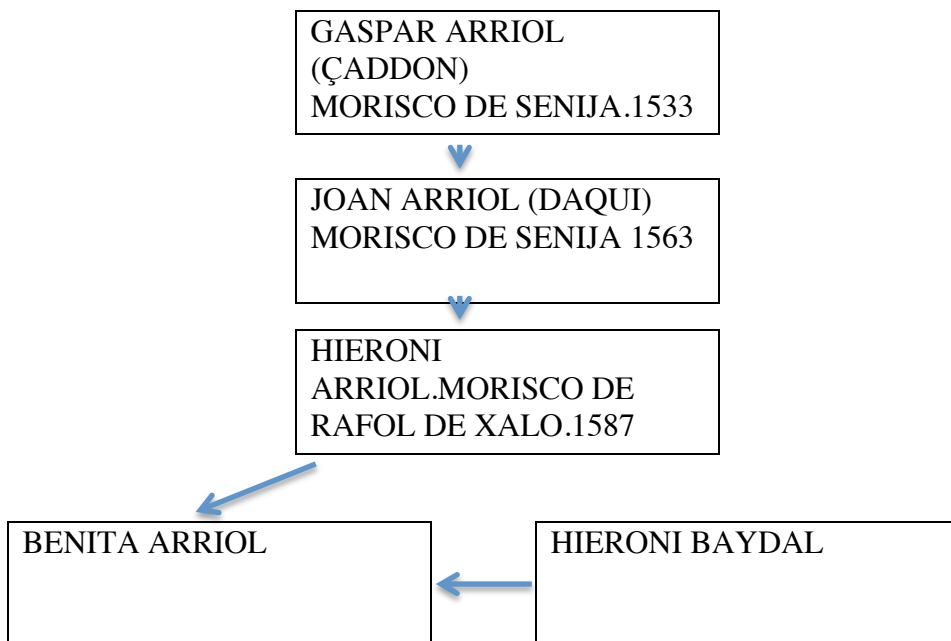 GASPAR ARRIOL
(ÇADDON)
MORISCO DE SENIJA.1533
JOAN ARRIOL (DAQUI)
MORISCO DE SENIJA 1563
HIERONI
ARRIOL.MORISCO DE
RAFOL DE XALO.1587
BENITA ARRIOL
HIERONI BAYDAL